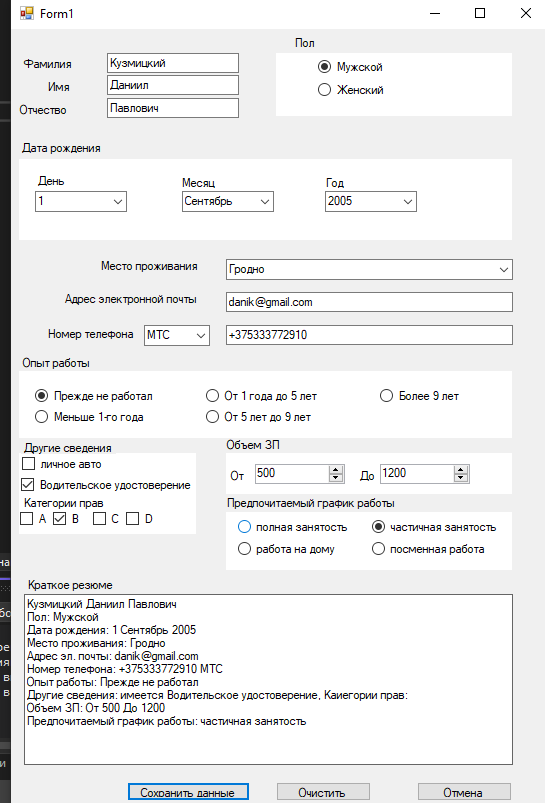 Form1
Пол
Фамилия Кузмицкий
Мужской
Имя Даниил
Женский
Отчество Павлович
Дата рождения
День Месяц Год
1 Сентябрь 2005
Место проживания Гродно
Адрес электронной почты danik@gmail.com
Номер телефона МТС +375333772910
Опыт работы
Прежде не работал От 1 года до 5 лет Более 9 лет
Меньше 1-го года От 5 лет до 9 лет
Другие сведения Объем ЗП
личное авто
От 500 До 1200
Водительское удостоверение
Категории прав Предпочитаемый график работы
A B C D
полная занятость частичная занятость
работа на дому посменная работа
Краткое резюме
Кузмицкий Даниил Павлович
Пол: Мужской
Дата рождения: 1 Сентябрь 2005
Место проживания: Гродно
Адрес эл. почты: danik@gmail.com
Номер телефона: +375333772910 МТС
Опыт работы: Прежде не работал
Другие сведения: имеется Водительское удостоверение, Каиегории прав:
Объем ЗП: От 500 До 1200
Предпочитаемый график работы: частичная занятость
Сохранить данные Очистить Отмена